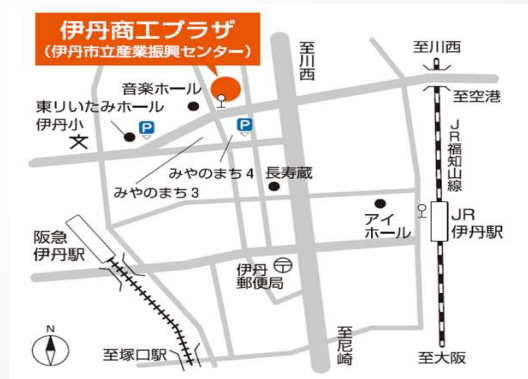 伊丹商工プラザ
(伊丹市立産業振興センター)
至川西
至川西
音楽ホール
至空港
東リいたみホール
伊丹小
文
P
P
JR福知山線
みやのまち4
長寿蔵
みやのまち3
アイ
ホール
JR
伊丹駅
阪急
伊丹駅
伊丹
郵便局
N
至尼崎
至塚口駅
至大阪